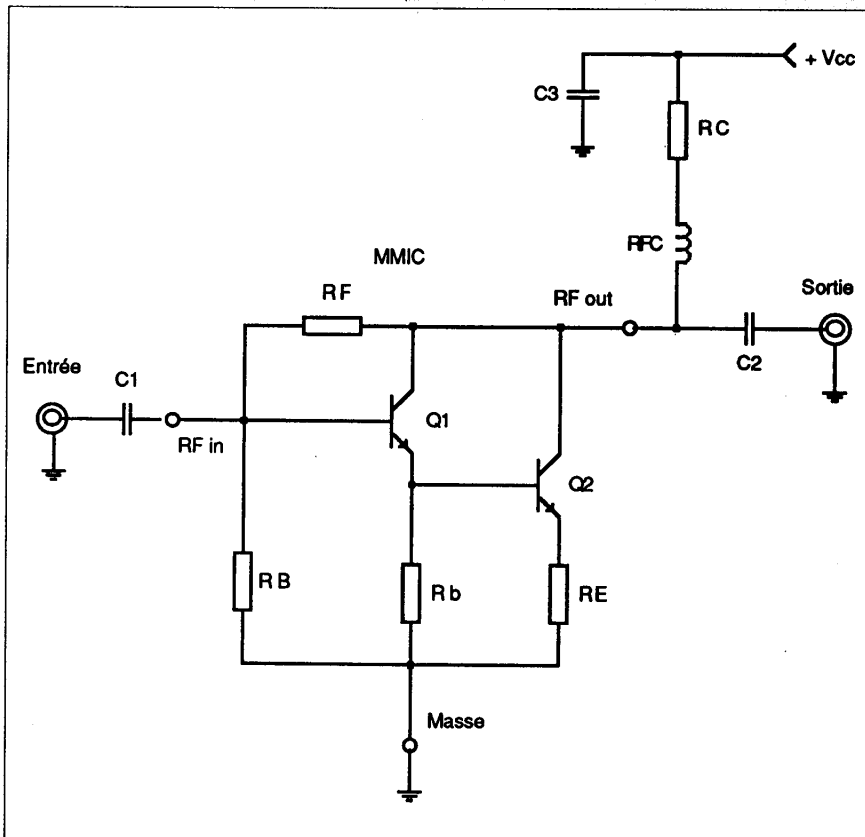 + Vcc
C3
RC
RFC
MMIC
RF
RF out
Sortie
Entrée
C1
C2
Q1
RF in
Q2
RB
Rb
RE
Masse